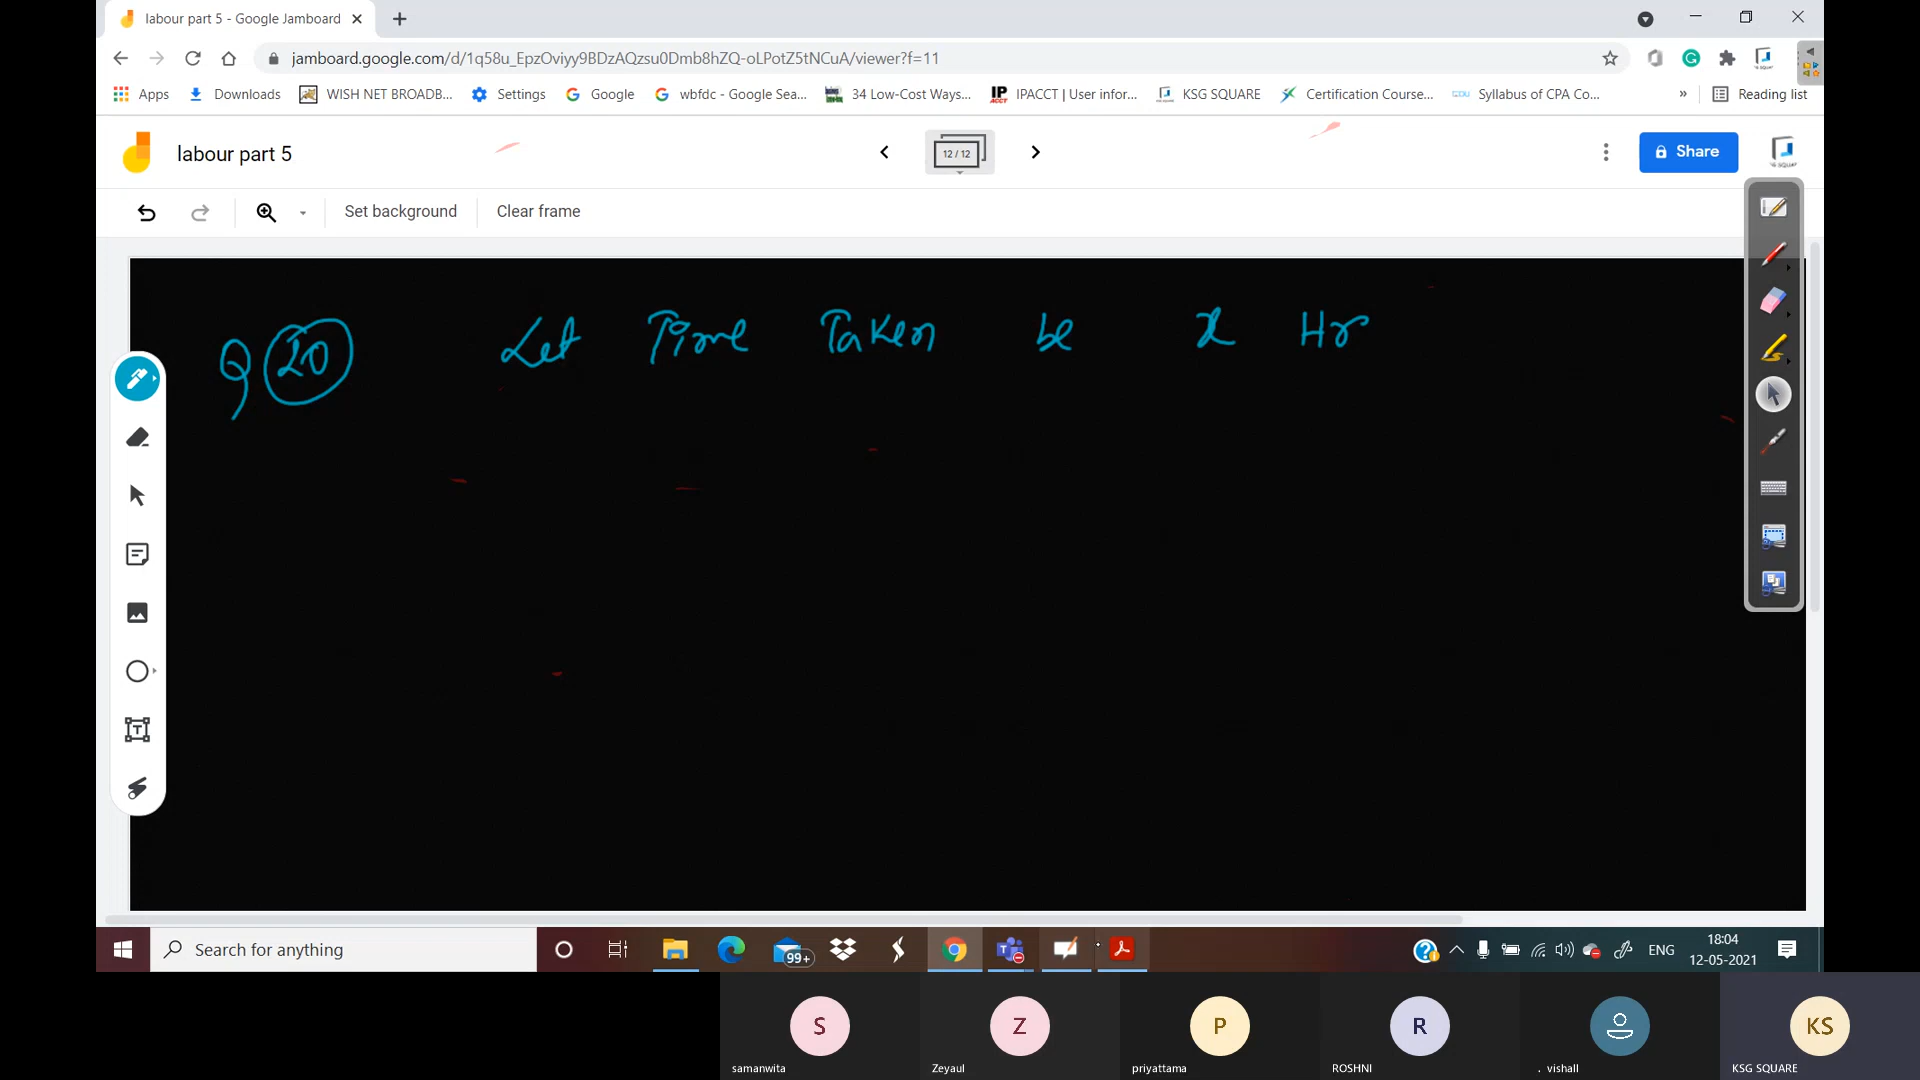 labour part 5 - Google Jamboard
jamboard.google.com/d/1q58u_EpzOviyy9BDzAQzsu0Dmb8hZQ-oLPotZ5tNCuA/viewer?f=11
Apps Downloads WISH NET BROADB... Settings Google wbfdc - Google Sea... 34 Low-Cost Ways... IPACCT | User infor... KSG SQUARE Certification Course... Syllabus of CPA Co... » Reading list
labour part 5 12 / 12 Share
Set background Clear frame
Q 20 Let Time Taken be x Hr
Search for anything 99+ ENG 18:04
12-05-2021
S Z P R KS
samanwita Zeyaul priyattama ROSHNI . vishall KSG SQUARE